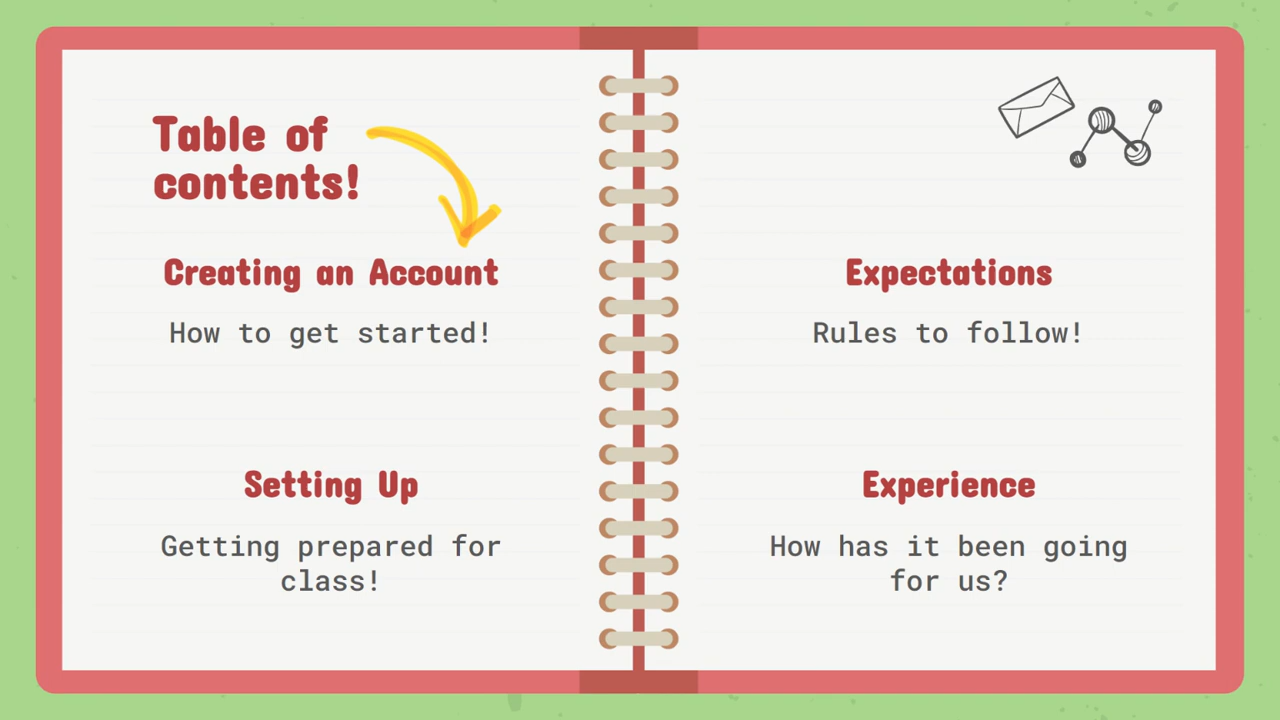 Table of
contents!
Creating an Account
How to get started!
Setting Up
Getting prepared for
class!
Expectations
Rules to follow!
Experience
How has it been going
for us?